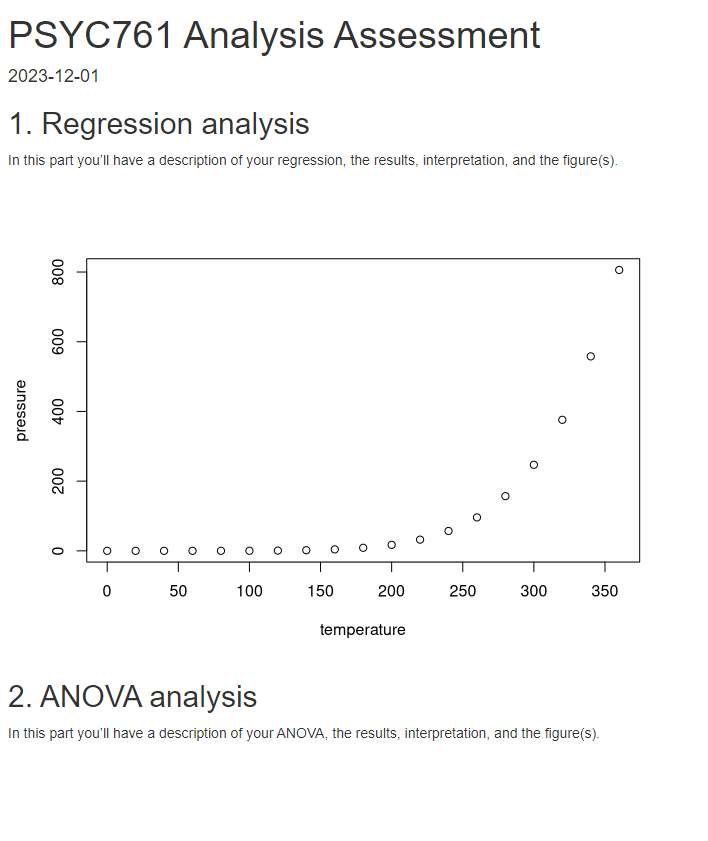 PSYC761 Analysis Assessment
2023-12-01
1. Regression analysis
In this part you'll have a description of your regression, the results, interpretation, and the figure(s).
800
600
400
200
0
pressure
0 50 100 150 200 250 300 350
temperature
2. ANOVA analysis
In this part you'll have a description of your ANOVA, the results, interpretation, and the figure(s).